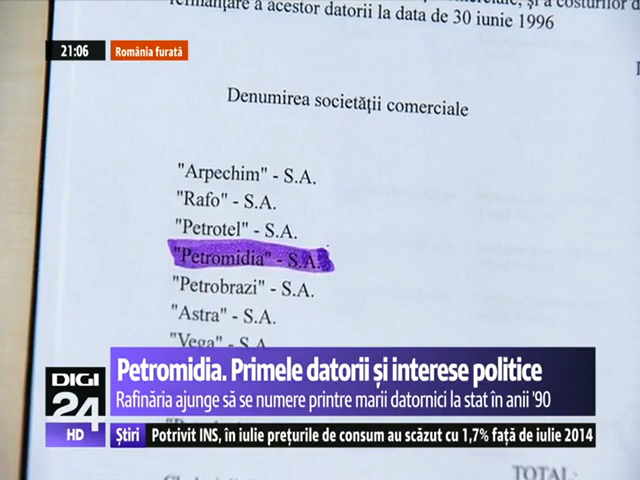 refinanțare a acestor datorii la data de 30 iunie 1996
21:06
România furată
Denumirea societății comerciale
"Arpechim" - S.A.
"Rafo" - S.A.
"Petrotel" - S.A.
"Petromidia" - S.A.
"Petrobrazi" - S.A.
"Astra" - S.A.
"Vega" - S.A.
Petromidia. Primele datorii și interese politice
Rafinăria ajunge să se numere printre marii datornici la stat în anii '90
DIGI
24
HD
Știri
Potrivit INS, în iulie prețurile de consum au scăzut cu 1,7% față de iulie 2014
TOTAL: